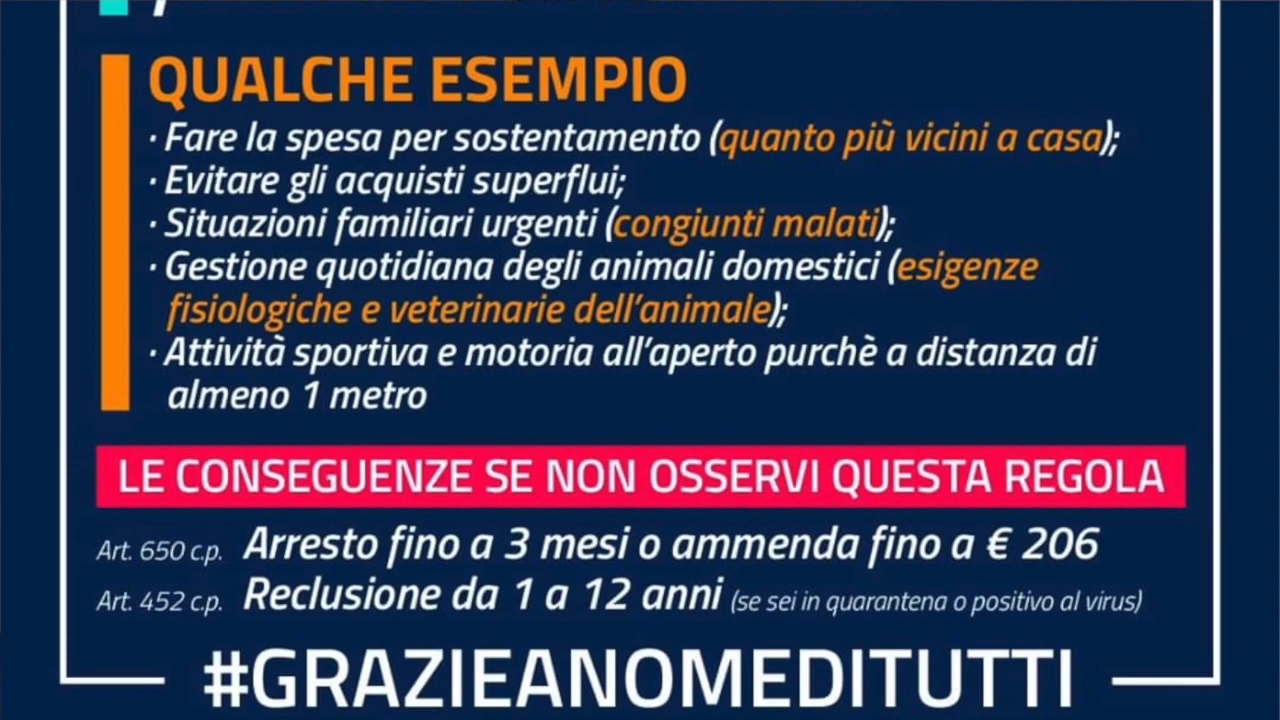 QUALCHE ESEMPIO
· Fare la spesa per sostentamento (quanto più vicini a casa);
· Evitare gli acquisti superflui;
· Situazioni familiari urgenti (congiunti malati);
· Gestione quotidiana degli animali domestici (esigenze
fisiologiche e veterinarie dell'animale);
· Attività sportiva e motoria all'aperto purchè a distanza di
almeno 1 metro
LE CONSEGUENZE SE NON OSSERVI QUESTA REGOLA
Art. 650 c.p. Arresto fino a 3 mesi o ammenda fino a € 206
Art. 452 c.p. Reclusione da 1 a 12 anni (se sei in quarantena o positivo al virus)
#GRAZIEANOMEDITUTTI